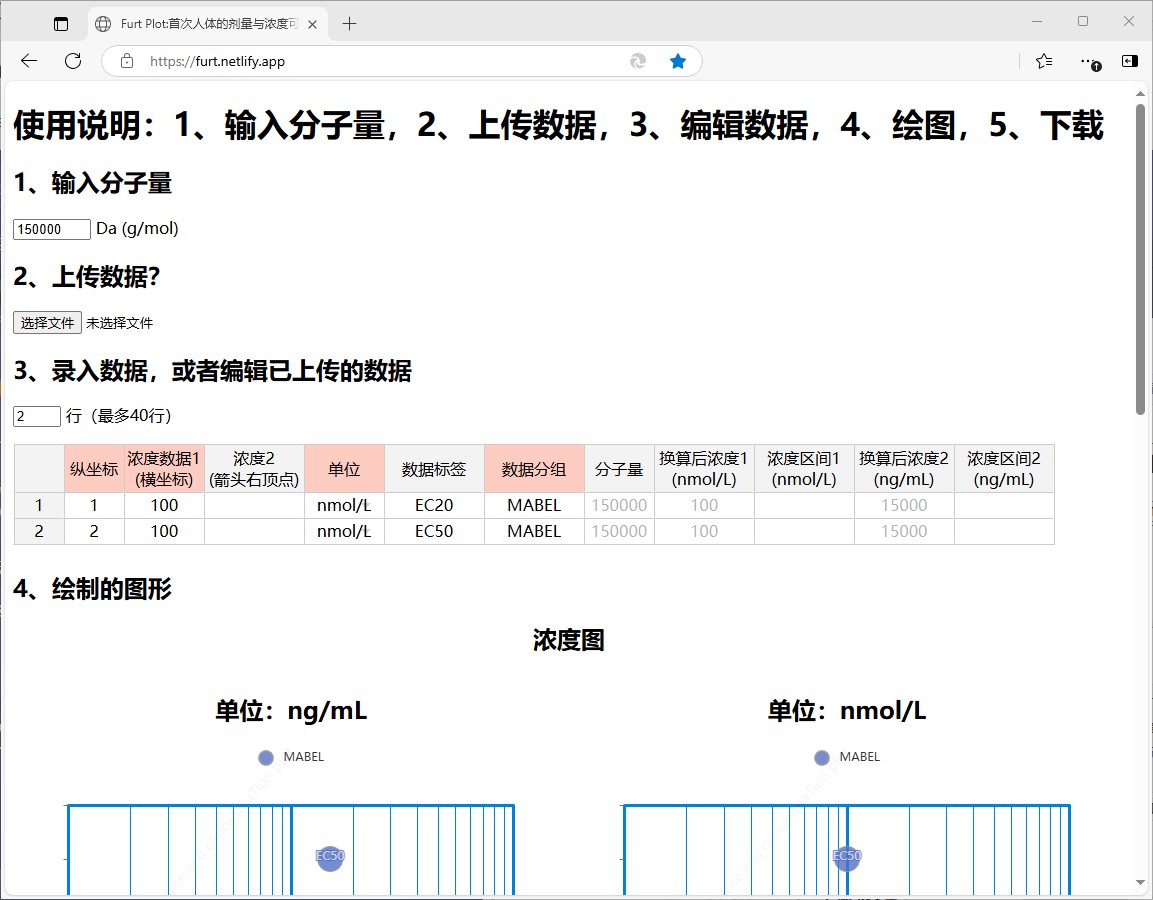 Furt Plot:首次人体的剂量与浓度可
https://furt.netlify.app
使用说明：1、输入分子量，2、上传数据，3、编辑数据，4、绘图，5、下载
1、输入分子量
150000 Da (g/mol)
2、上传数据？
选择文件 未选择文件
3、录入数据，或者编辑已上传的数据
2 行（最多40行）
纵坐标 浓度数据1 (横坐标) 浓度2 (箭头右顶点) 单位 数据标签 数据分组 分子量 换算后浓度1 (nmol/L) 浓度区间1 (nmol/L) 换算后浓度2 (ng/mL) 浓度区间2 (ng/mL)
1 1 100 nmol/L EC20 MABEL 150000 100 15000
2 2 100 nmol/L EC50 MABEL 150000 100 15000
4、绘制的图形
浓度图
单位：ng/mL 单位：nmol/L
MABEL MABEL
EC50 EC50